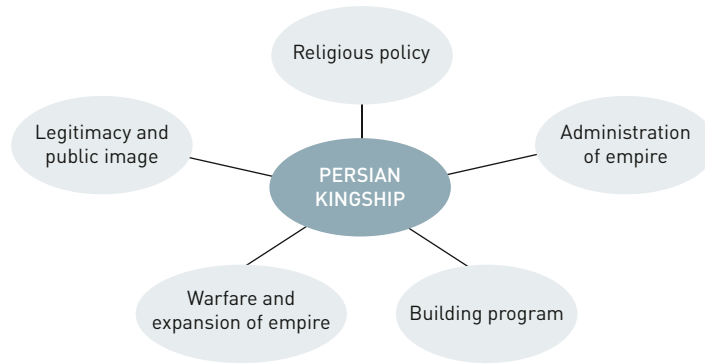 Religious policy
Legitimacy and
public image
Administration
of empire
PERSIAN
KINGSHIP
Warfare and
expansion of empire
Building program